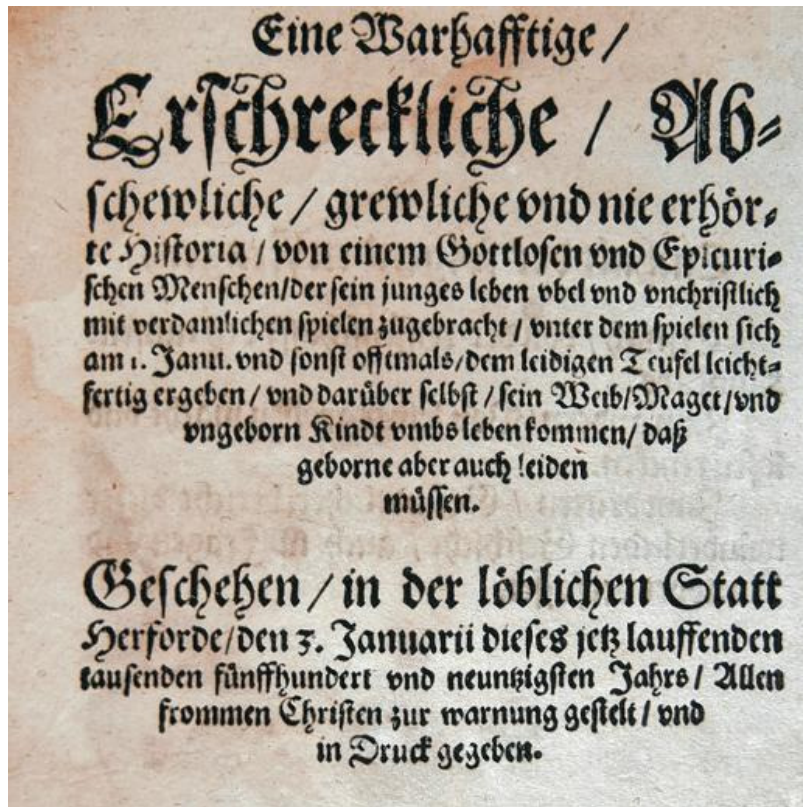 Eine Warhafftige /
Erschreckliche / Ab-
schewliche / grewliche vnd nie erhör-
te Historia / von einem Gottlosen vnd Epicuri-
schen Menschen/der sein junges leben vbel vnd vnchristlich
mit verdamlichen spielen zugebracht / vnter dem spielen sich
am 1. Janu. vnd sonst offtmals/dem leidigen Teufel leicht-
fertig ergeben / vnd darüber selbst / sein Weib/Maget/vnd
vngeborn Kindt vmbs leben kommen/ daß
geborne aber auch leiden
müssen.
Geschehen / in der löblichen Statt
Herforde/den 3. Januarii dieses jetz lauffenden
tausenden fünffhundert vnd neuntzigsten Jahrs / Allen
frommen Christen zur warnung gestelt / vnd
in Druck gegeben.